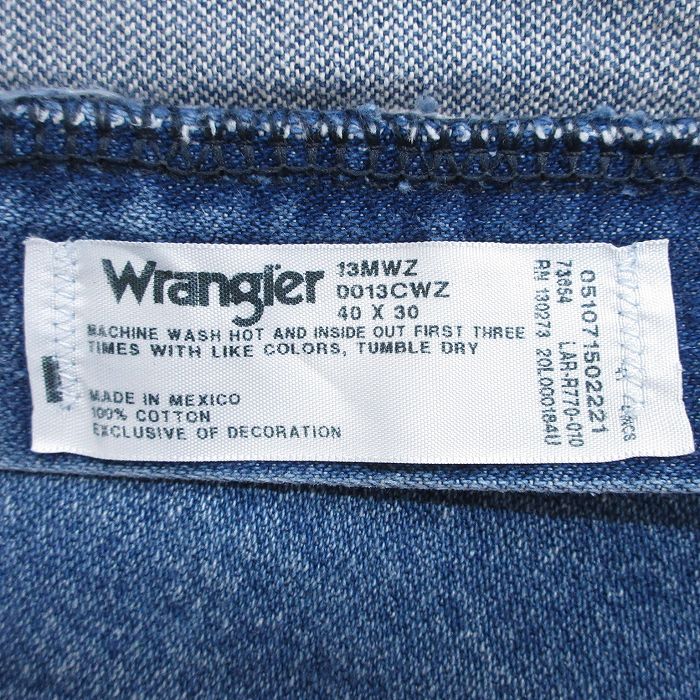 Wrangler
13MWZ
0013CWZ
40 X 30
MACHINE WASH HOT AND INSIDE OUT FIRST THREE
TIMES WITH LIKE COLORS, TUMBLE DRY
MADE IN MEXICO
100% COTTON
EXCLUSIVE OF DECORATION
051071502221
73654 LAR-R770-010
RN 130273 20L000184U